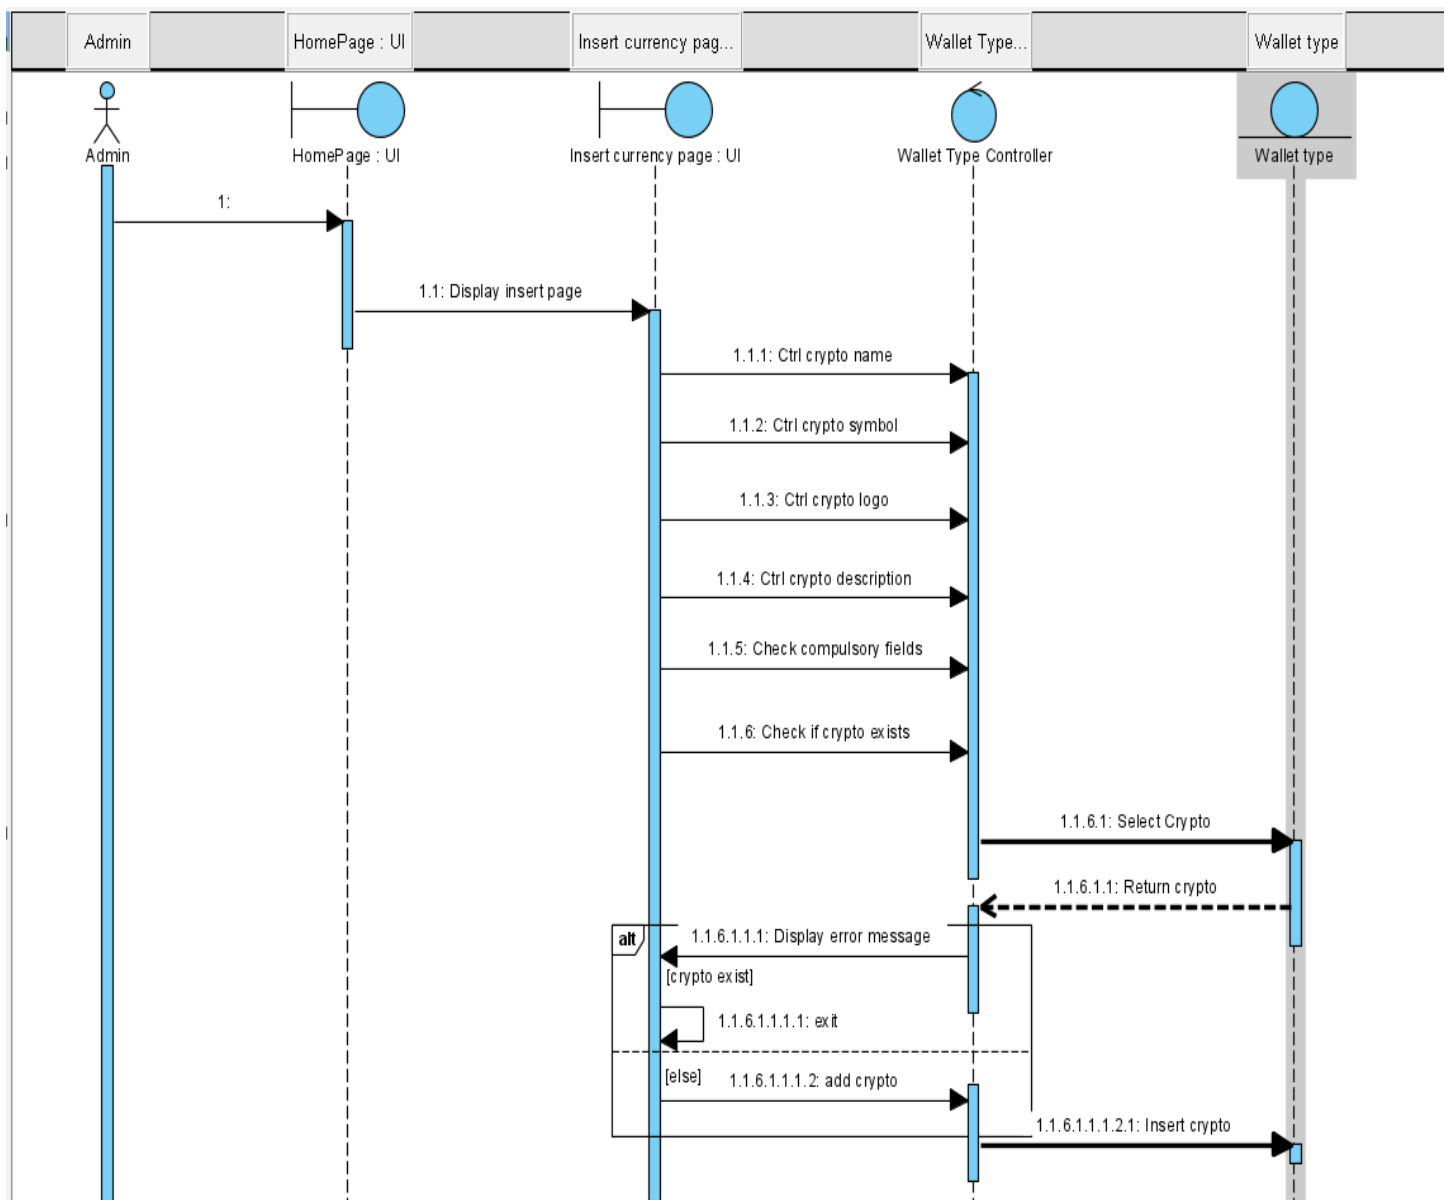 Admin
HomePage : UI
Insert currency pag...
Wallet Type...
Wallet type
Admin
HomePage : UI
Insert currency page : UI
Wallet Type Controller
Wallet type
1:
1.1: Display insert page
1.1.1: Ctrl crypto name
1.1.2: Ctrl crypto symbol
1.1.3: Ctrl crypto logo
1.1.4: Ctrl crypto description
1.1.5: Check compulsory fields
1.1.6: Check if crypto exists
1.1.6.1: Select Crypto
1.1.6.1.1: Return crypto
alt
1.1.6.1.1.1: Display error message
[crypto exist]
1.1.6.1.1.1.1: exit
[else]
1.1.6.1.1.1.2: add crypto
1.1.6.1.1.1.2.1: Insert crypto